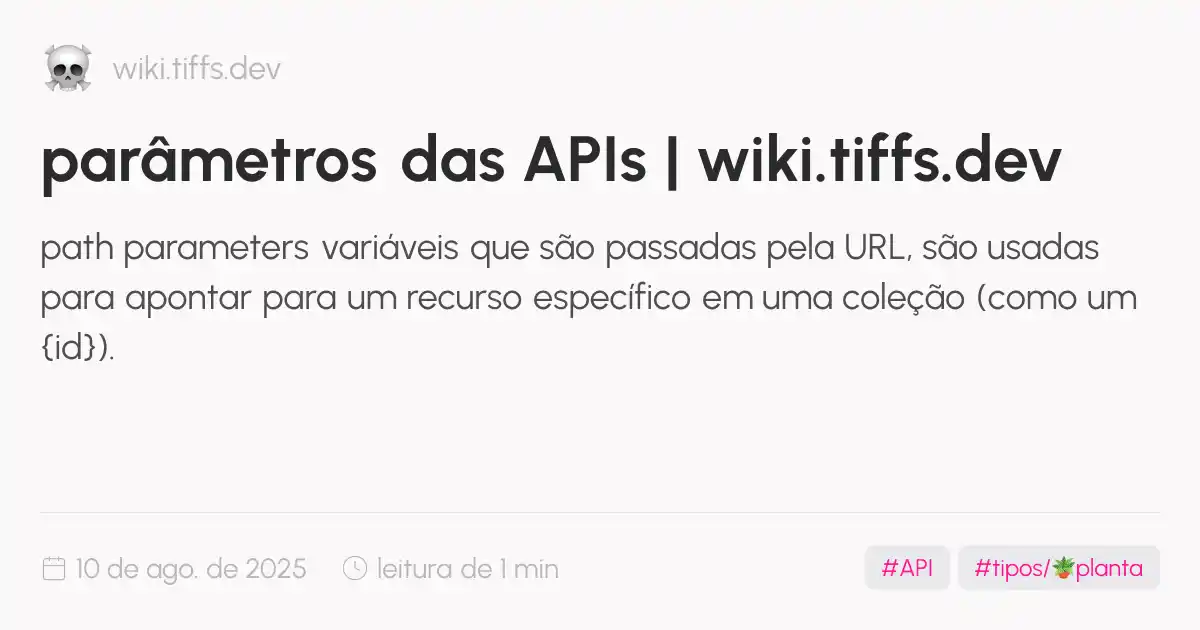 wiki.tiffs.dev
parâmetros das APIs | wiki.tiffs.dev
path parameters variáveis que são passadas pela URL, são usadas
para apontar para um recurso específico em uma coleção (como um
{id}).
10 de ago. de 2025 leitura de 1 min #API #tipos/🪴planta